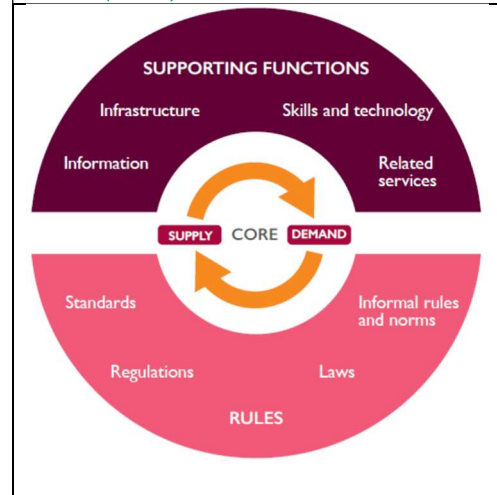 SUPPORTING FUNCTIONS
Infrastructure
Skills and technology
Information
Related
services
SUPPLY
CORE
DEMAND
Standards
Informal rules
and norms
Regulations
Laws
RULES